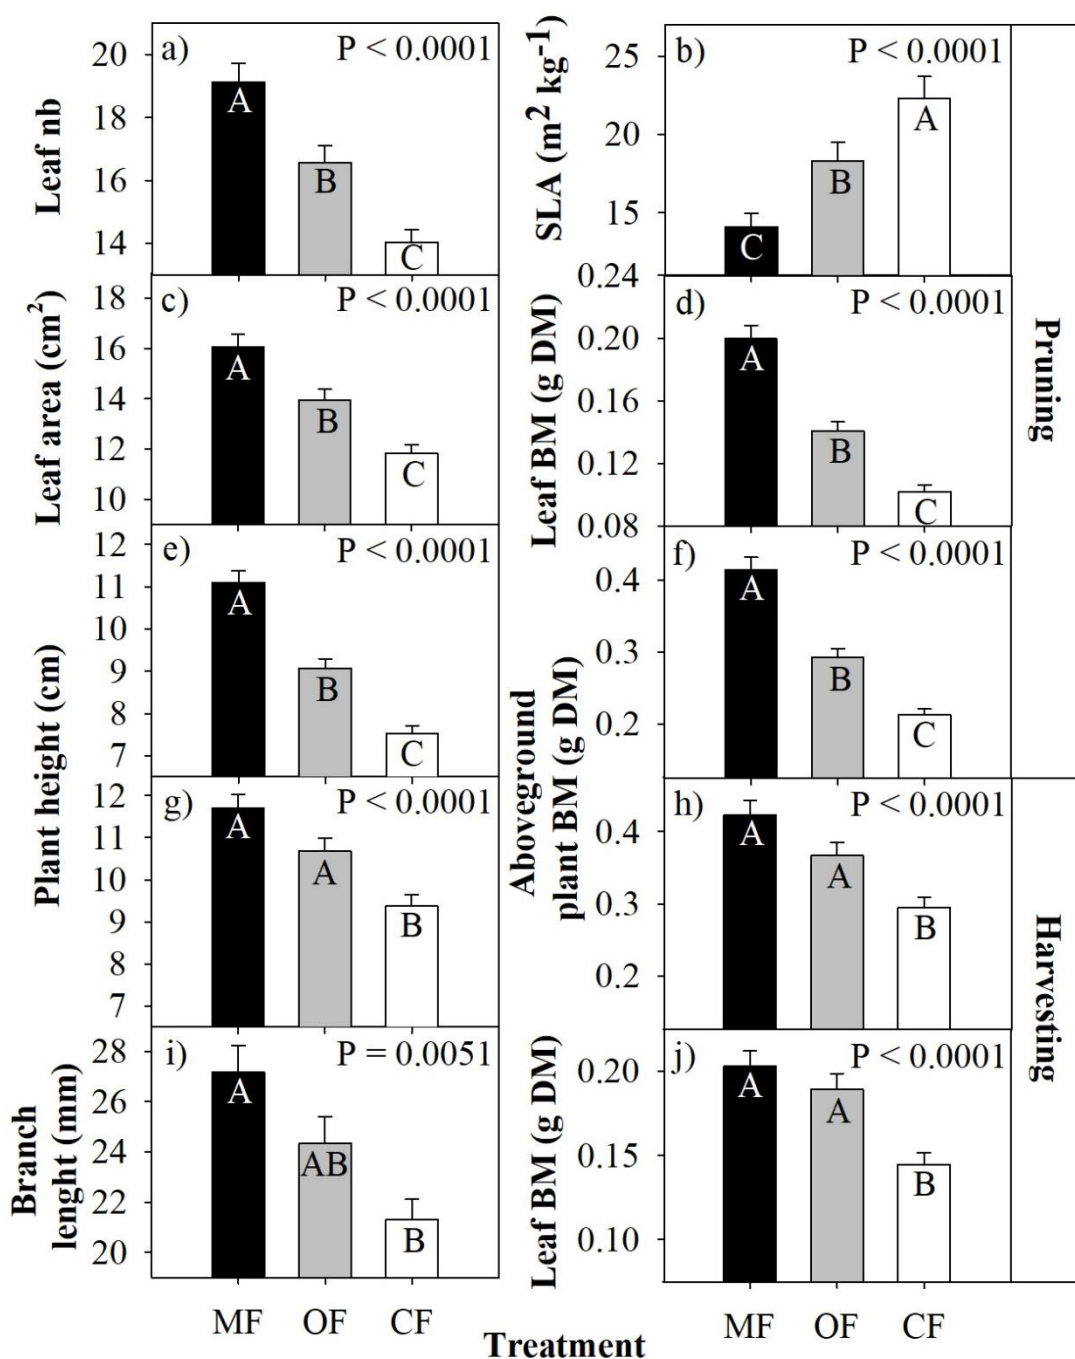 a)
P < 0.0001
Leaf nb
20
18
16
14
A
B
C
b)
P < 0.0001
SLA (m² kg⁻¹)
25
20
15
C
B
A
c)
P < 0.0001
Leaf area (cm²)
18
16
14
12
10
A
B
C
d)
P < 0.0001
Leaf BM (g DM)
0.24
0.20
0.16
0.12
0.08
A
B
C
Pruning
e)
P < 0.0001
Plant height (cm)
12
11
10
9
8
7
A
B
C
f)
P < 0.0001
Aboveground
plant BM (g DM)
0.4
0.3
0.2
A
B
C
g)
P < 0.0001
12
11
10
9
8
7
A
A
B
h)
P < 0.0001
0.4
0.3
0.2
A
A
B
Harvesting
i)
P = 0.0051
Branch
lenght (mm)
28
26
24
22
20
A
AB
B
j)
P < 0.0001
Leaf BM (g DM)
0.20
0.15
0.10
A
A
B
MF OF CF
MF OF CF
Treatment